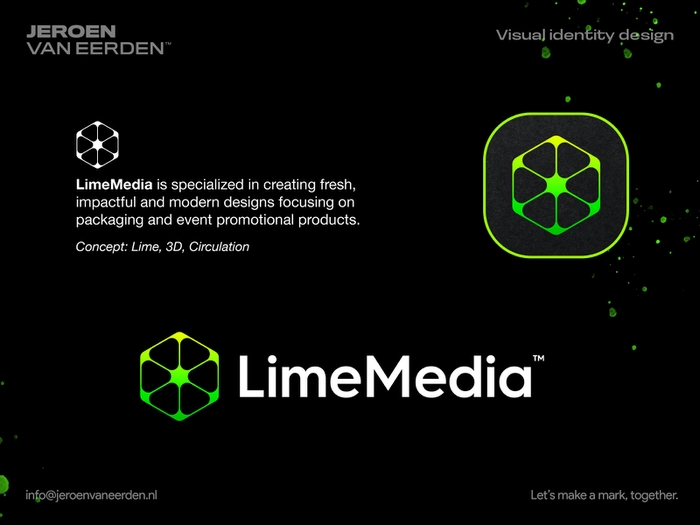 JEROEN
VAN EERDEN™
Visual identity design
LimeMedia is specialized in creating fresh,
impactful and modern designs focusing on
packaging and event promotional products.
Concept: Lime, 3D, Circulation
LimeMedia™
info@jeroenvaneerden.nl
Let's make a mark, together.